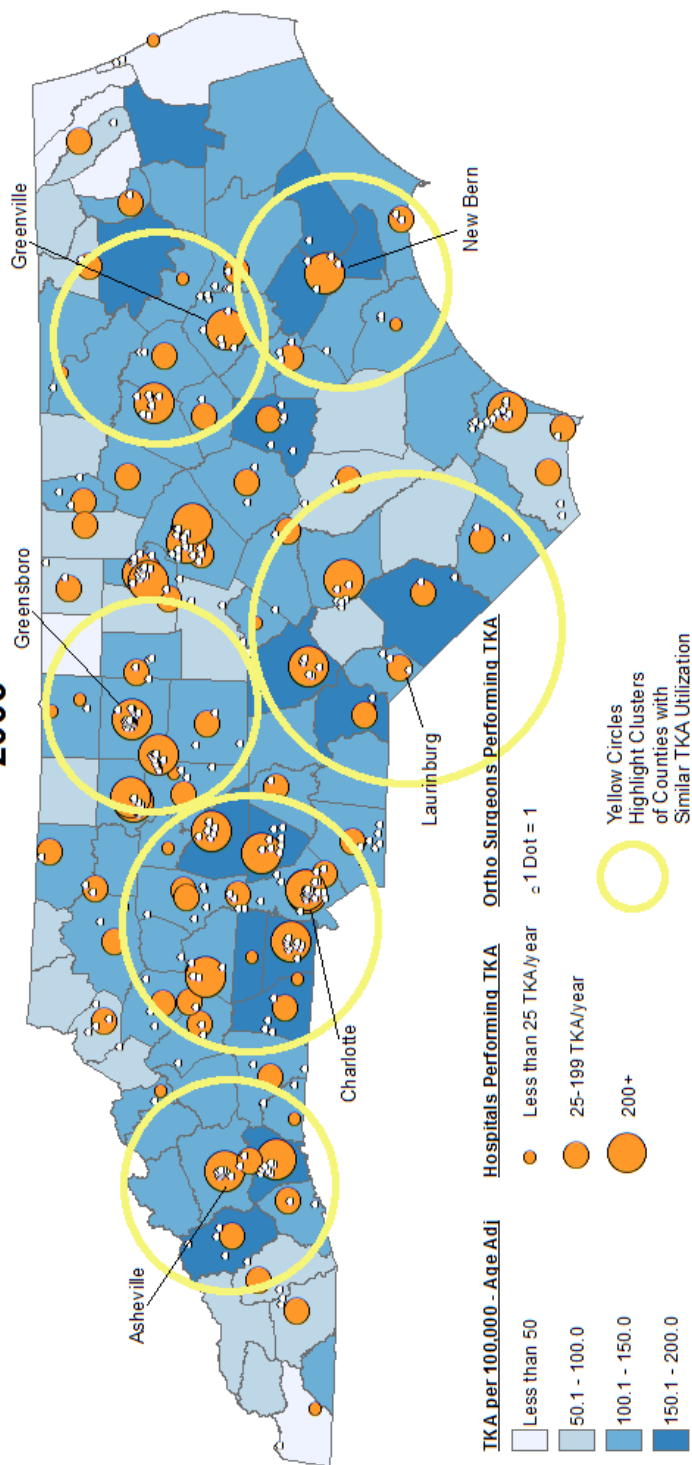 Greensboro
Greenville
Asheville
New Bern
Charlotte
Laurinburg
TKA per 100,000 - Age Adj
Less than 50
50.1 - 100.0
100.1 - 150.0
150.1 - 200.0
Hospitals Performing TKA
Less than 25 TKA/year
25-199 TKA/year
200+
Ortho Surgeons Performing TKA
1 Dot = 1
Yellow Circles
Highlight Clusters
of Counties with
Similar TKA Utilization